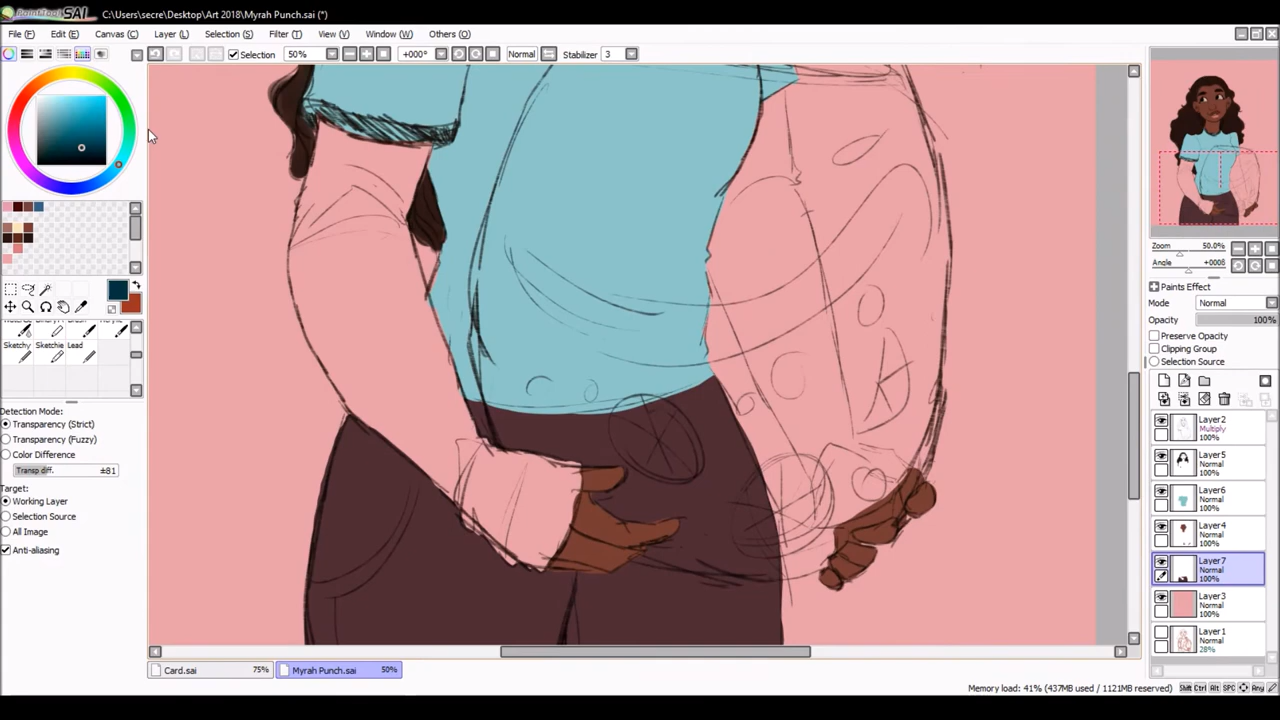 PaintTool SAI C:\Users\secre\Desktop\Art 2018\Myrah Punch.sai (*)
File (F) Edit (E) Canvas (C) Layer (L) Selection (S) Filter (T) View (V) Window (W) Others (O)
Selection 50% +000° Normal Stabilizer 3
Zoom 50.0%
Angle
Paints Effect
Mode Normal
Opacity 100%
Preserve Opacity
Clipping Group
Selection Source
Sketchy Sketchie Lead
Detection Mode:
Transparency (Strict)
Transparency (Fuzzy)
Color Difference
Transp diff. ±81
Target:
Working Layer
Selection Source
All Image
Anti-aliasing
Layer2
Multiply
100%
Layer5
Normal
100%
Layer6
Normal
100%
Layer4
Normal
100%
Layer7
Normal
100%
Layer3
Normal
100%
Layer1
Normal
28%
Card.sai 75% Myrah Punch.sai 50%
Memory load: 41% (437MB used / 1121MB reserved) Shift Ctrl Alt SPC Any